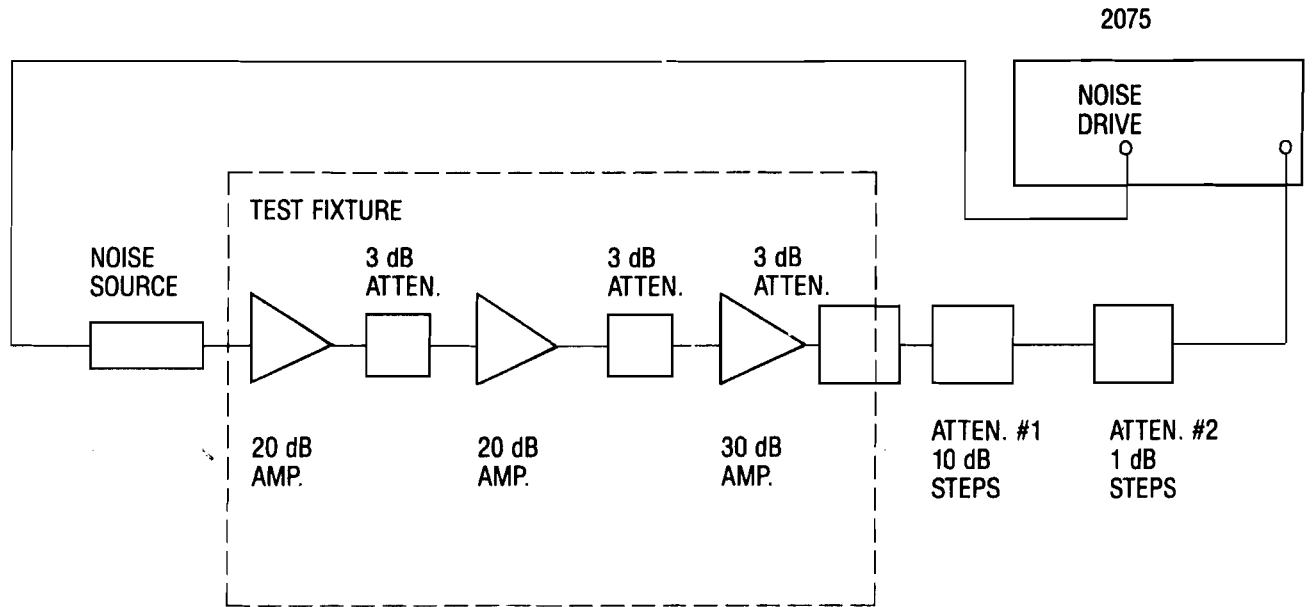 2075
NOISE
DRIVE
TEST FIXTURE
NOISE
SOURCE
3 dB
ATTEN.
3 dB
ATTEN.
3 dB
ATTEN.
20 dB
AMP.
20 dB
AMP.
30 dB
AMP.
ATTEN. #1
10 dB
STEPS
ATTEN. #2
1 dB
STEPS